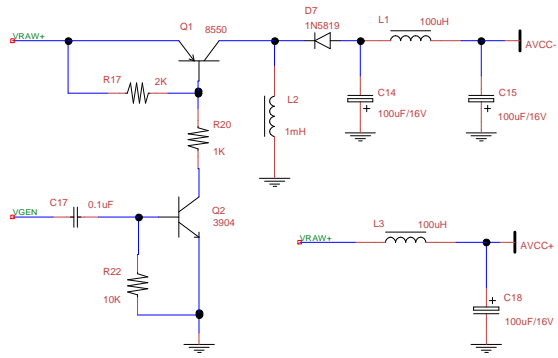 D7
Q1
8550
1N5819
L1
100uH
VRAW+
AVCC-
R17
2K
C14
C15
L2
+
+
100uF/16V
100uF/16V
R20
1K
1mH
C17
0.1uF
Q2
3904
VGEN
L3
100uH
VRAW+
AVCC+
R22
10K
+
C18
100uF/16V